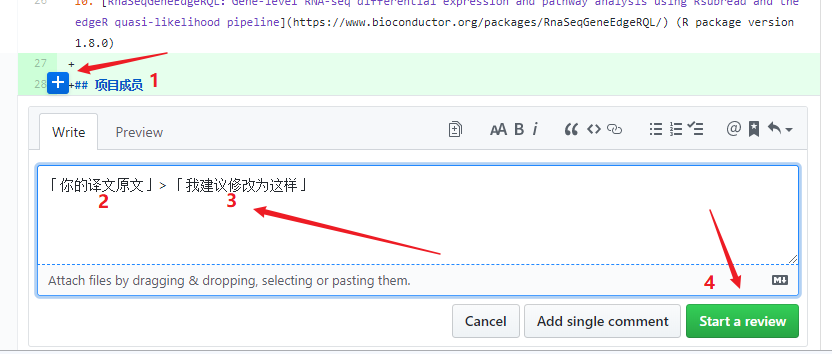 10. [RnaSeqGeneEdgeRQL: Gene-level RNA-seq differential expression and pathway analysis using Rsubread and the
edgeR quasi-likelihood pipeline](https://www.bioconductor.org/packages/RnaSeqGeneEdgeRQL/) (R package version
1.8.0)
27 +
28 +## 项目成员 1
Write Preview AA B i
「你的译文原文」>「我建议修改为这样」
2 3
4
Attach files by dragging & dropping, selecting or pasting them.
Cancel Add single comment Start a review